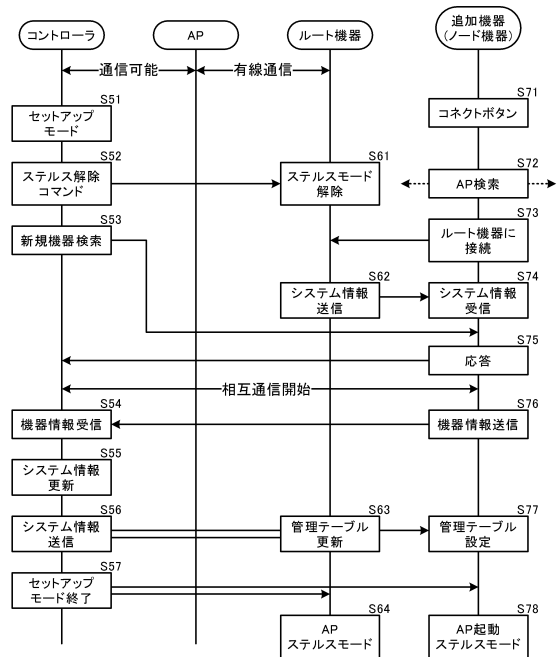 コントローラ
AP
ルート機器
追加機器
(ノード機器)
通信可能
有線通信
S51
セットアップ
モード
S71
コネクトボタン
S52
ステルス解除
コマンド
S61
ステルスモード
解除
S72
AP検索
S53
新規機器検索
S73
ルート機器に
接続
S62
システム情報
送信
S74
システム情報
受信
S75
応答
相互通信開始
S54
機器情報受信
S76
機器情報送信
S55
システム情報
更新
S56
システム情報
送信
S63
管理テーブル
更新
S77
管理テーブル
設定
S57
セットアップ
モード終了
S64
AP
ステルスモード
S78
AP起動
ステルスモード